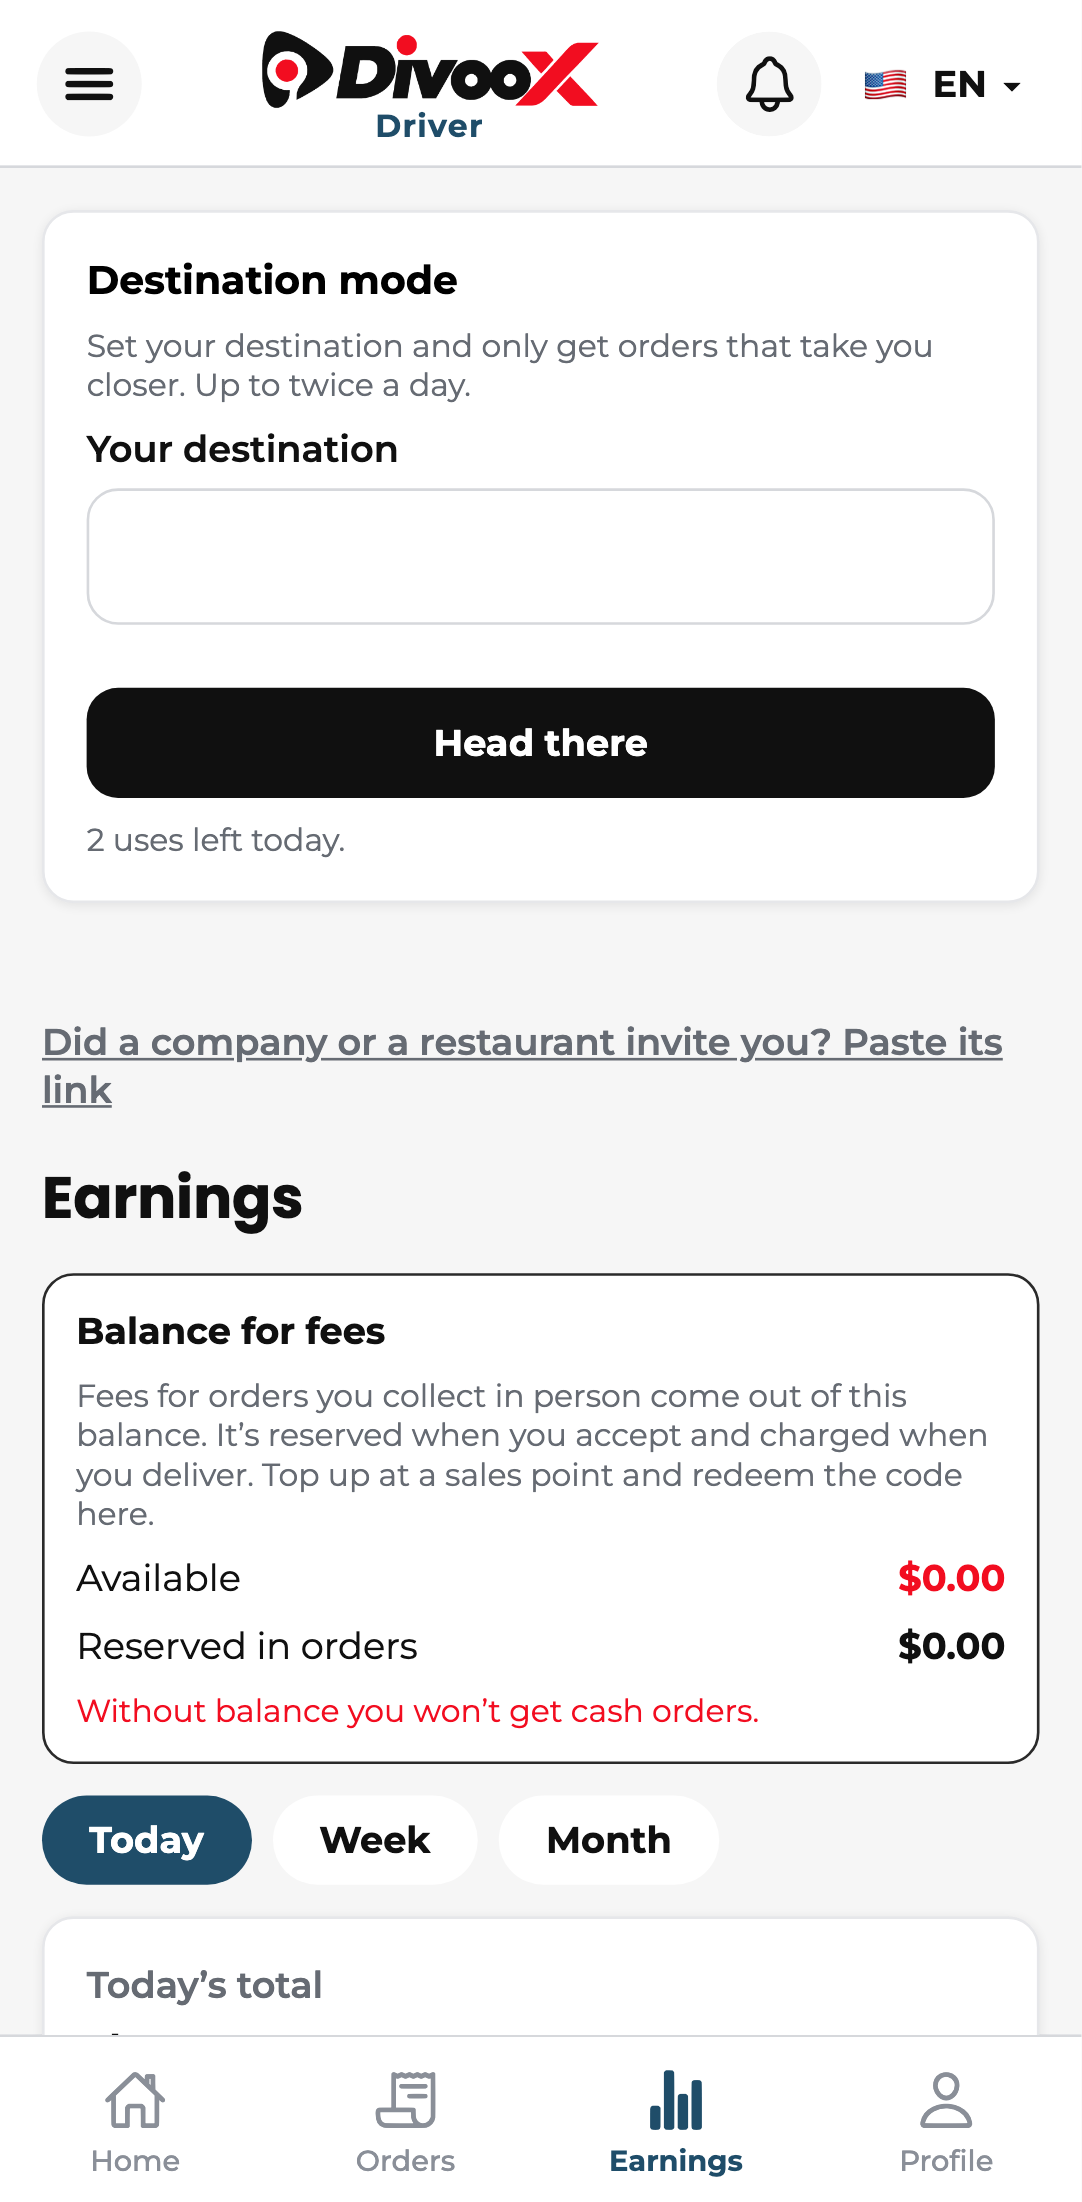 DivooX
Driver
EN
Destination mode
Set your destination and only get orders that take you
closer. Up to twice a day.
Your destination
Head there
2 uses left today.
Did a company or a restaurant invite you? Paste its
link
Earnings
Balance for fees
Fees for orders you collect in person come out of this
balance. It’s reserved when you accept and charged when
you deliver. Top up at a sales point and redeem the code
here.
Available $0.00
Reserved in orders $0.00
Without balance you won’t get cash orders.
Today Week Month
Today’s total
Home Orders Earnings Profile